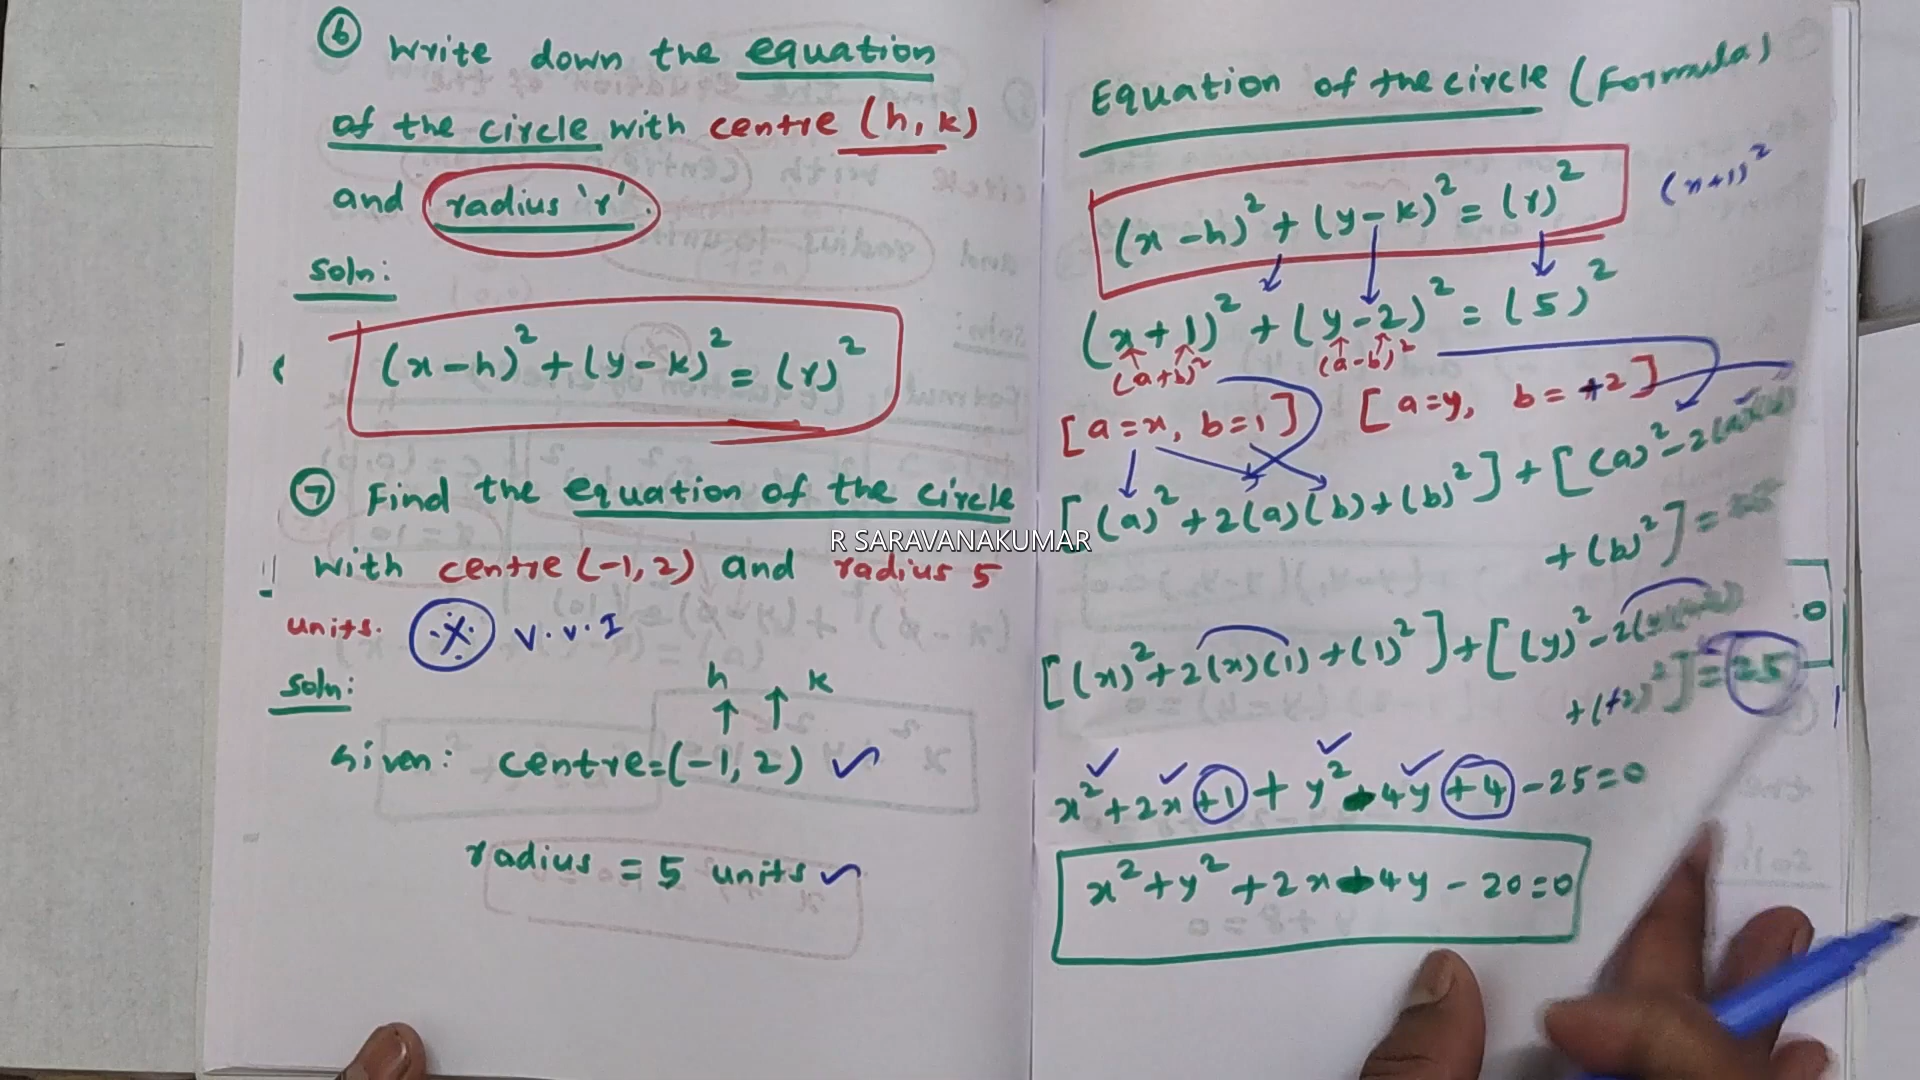 6 Write down the equation
of the circle with centre (h, k)
and radius 'r'.
Soln:
(x-h)² + (y-k)² = (r)²
7 Find the equation of the circle
with centre (-1, 2) and radius 5
units. V.V.I
Soln:
h k
Given: centre = (-1, 2)
radius = 5 units
Equation of the circle (Formula)
(x-h)² + (y-k)² = (r)²
(x+1)²
(x+1)² + (y-2)² = (5)²
(a+b)² (a-b)²
[a=x, b=1] [a=y, b=+2]
[(a)² + 2(a)(b) + (b)²] + [(a)² - 2(a)
+ (b)²] =
[(x)² + 2(x)(1) + (1)²] + [(y)² - 2(y)
+ (+2)²] = 25
x² + 2x + 1 + y² - 4y + 4 - 25 = 0
x² + y² + 2x - 4y - 20 = 0
R SARAVANAKUMAR